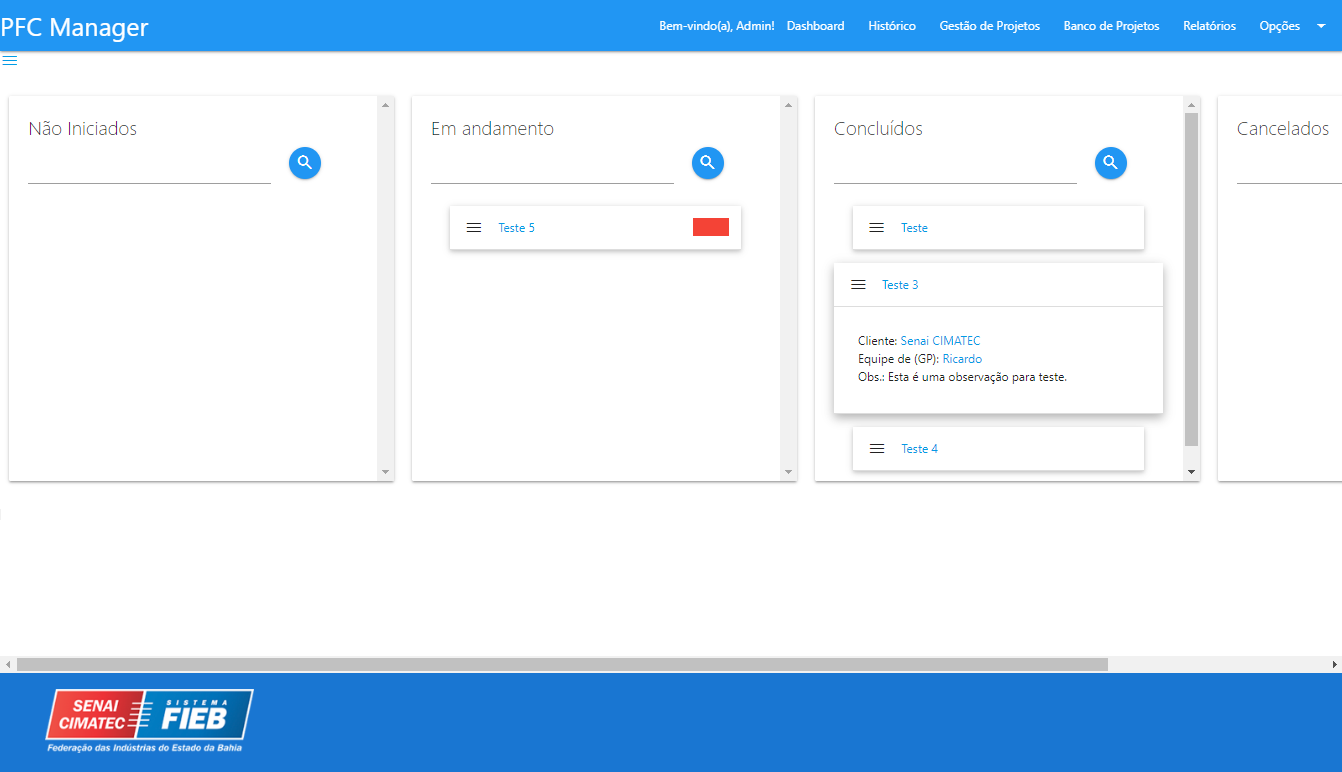 PFC Manager
Bem-vindo(a), Admin! Dashboard Histórico Gestão de Projetos Banco de Projetos Relatórios Opções
Não Iniciados
Em andamento
Teste 5
Concluídos
Teste
Teste 3
Cliente: Senai CIMATEC
Equipe de (GP): Ricardo
Obs.: Esta é uma observação para teste.
Teste 4
Cancelados
SENAI
CIMATEC
SISTEMA
FIEB
Federação das Indústrias do Estado da Bahia